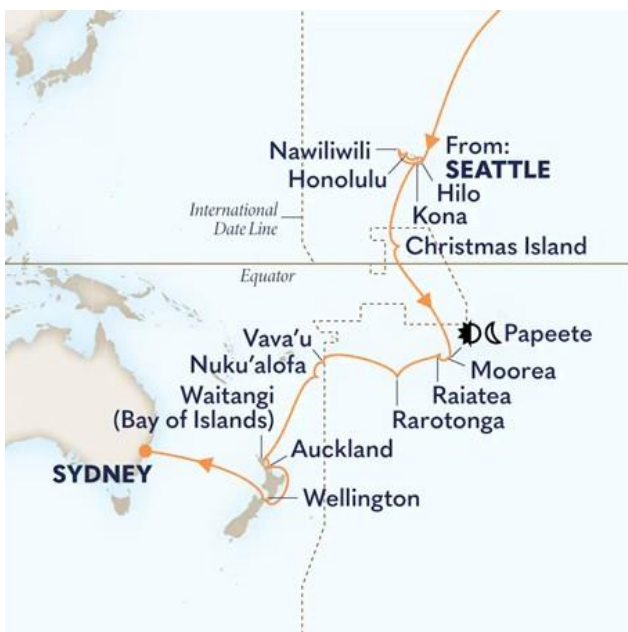 From:
SEATTLE
Nawiliwili
Honolulu
Hilo
Kona
International
Date Line
Christmas Island
Equator
Papeete
Vava'u
Nuku'alofa
Moorea
Raiatea
Rarotonga
Waitangi
(Bay of Islands)
Auckland
SYDNEY
Wellington